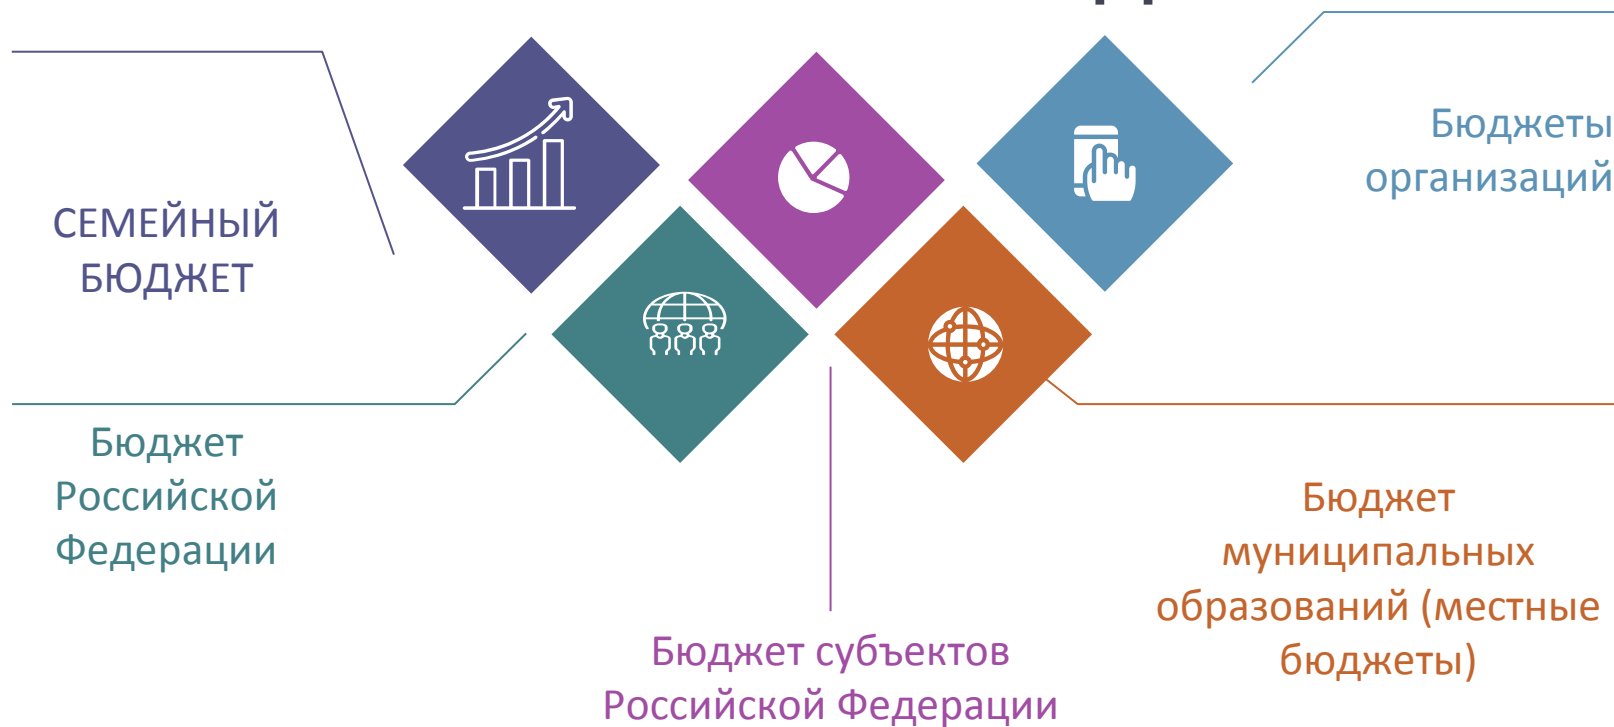 Бюджеты
организаций
СЕМЕЙНЫЙ
БЮДЖЕТ
Бюджет
Российской
Федерации
Бюджет
муниципальных
образований (местные
бюджеты)
Бюджет субъектов
Российской Федерации